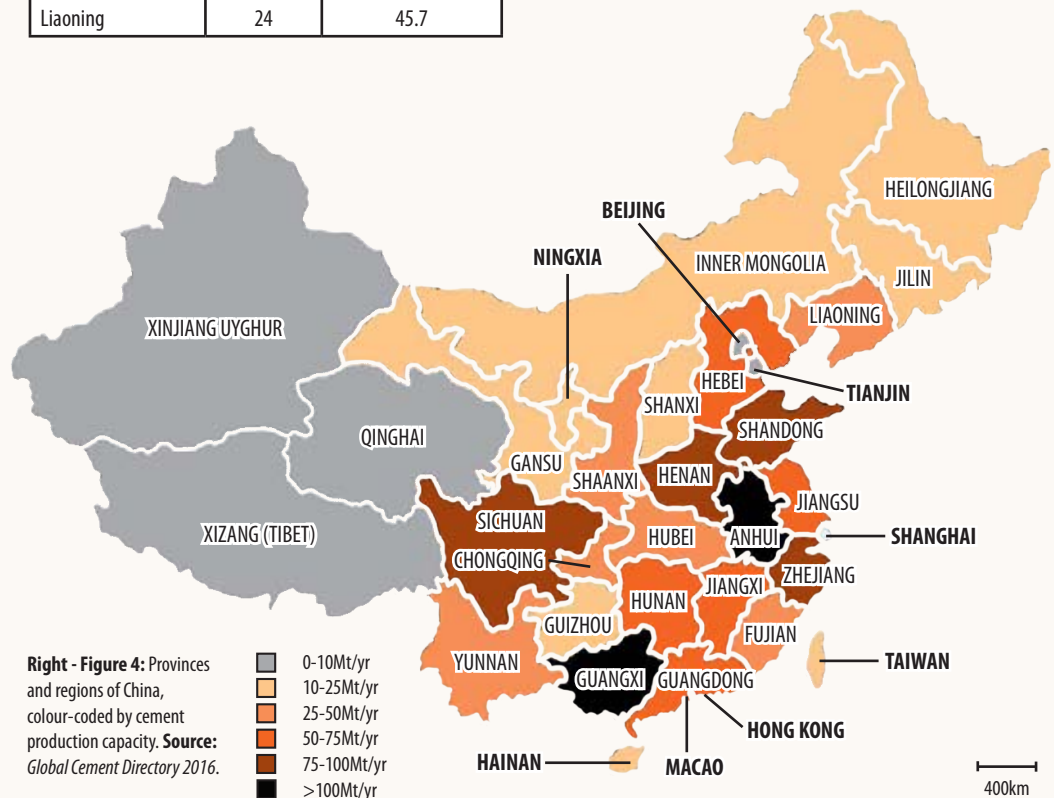 Liaoning 24 45.7
HEILONGJIANG
BEIJING
NINGXIA
INNER MONGOLIA
JILIN
XINJIANG UYGHUR
LIAONING
HEBEI
TIANJIN
SHANXI
QINGHAI
SHANDONG
GANSU
SHAANXI
HENAN
JIANGSU
SICHUAN
XIZANG (TIBET)
HUBEI
ANHUI
SHANGHAI
CHONGQING
ZHEJIANG
JIANGXI
HUNAN
GUIZHOU
FUJIAN
YUNNAN
TAIWAN
GUANGXI
GUANGDONG
HONG KONG
HAINAN
MACAO
Right - Figure 4: Provinces
and regions of China,
colour-coded by cement
production capacity. Source:
Global Cement Directory 2016.
0-10Mt/yr
10-25Mt/yr
25-50Mt/yr
50-75Mt/yr
75-100Mt/yr
>100Mt/yr
400km